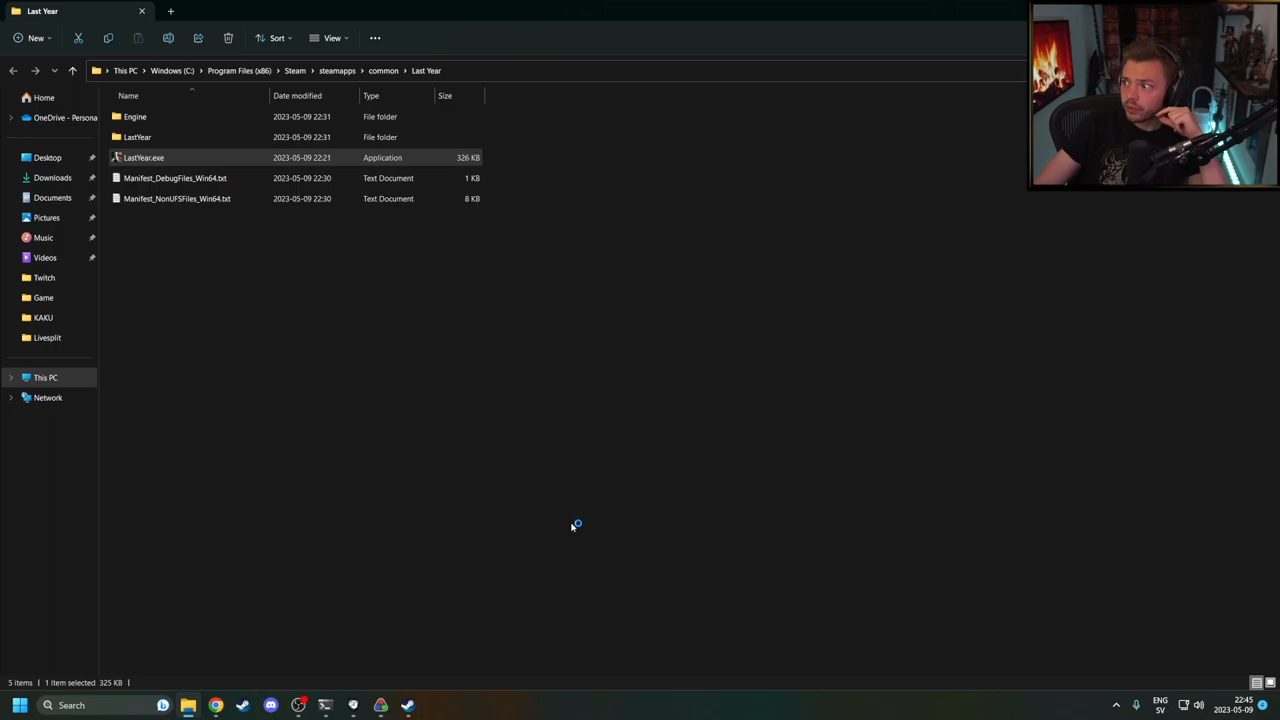 Last Year
New
Sort
View
This PC
Windows (C:)
Program Files (x86)
Steam
steamapps
common
Last Year
Name
Date modified
Type
Size
Home
OneDrive - Persona
Desktop
Downloads
Documents
Pictures
Music
Videos
Twitch
Game
KAKU
Livesplit
This PC
Network
Engine 2023-05-09 22:31 File folder
LastYear 2023-05-09 22:31 File folder
LastYear.exe 2023-05-09 22:21 Application 326 KB
Manifest_DebugFiles_Win64.txt 2023-05-09 22:30 Text Document 1 KB
Manifest_NonUFSFiles_Win64.txt 2023-05-09 22:30 Text Document 8 KB
5 items 1 item selected 325 KB
Search
ENG
SV
22:45
2023-05-09
4